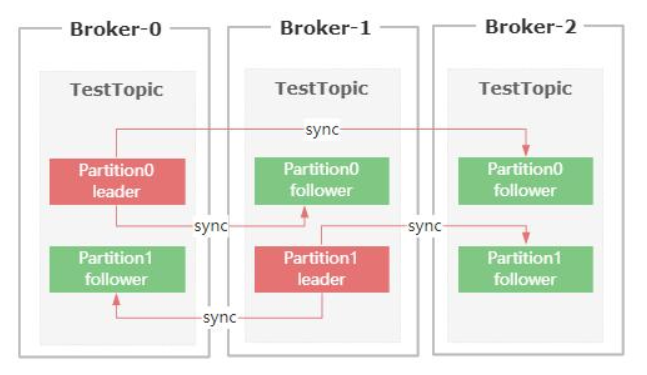 Broker-0
Broker-1
Broker-2
TestTopic
TestTopic
TestTopic
sync
Partition0
leader
Partition0
follower
Partition0
follower
sync
sync
Partition1
follower
Partition1
leader
Partition1
follower
sync